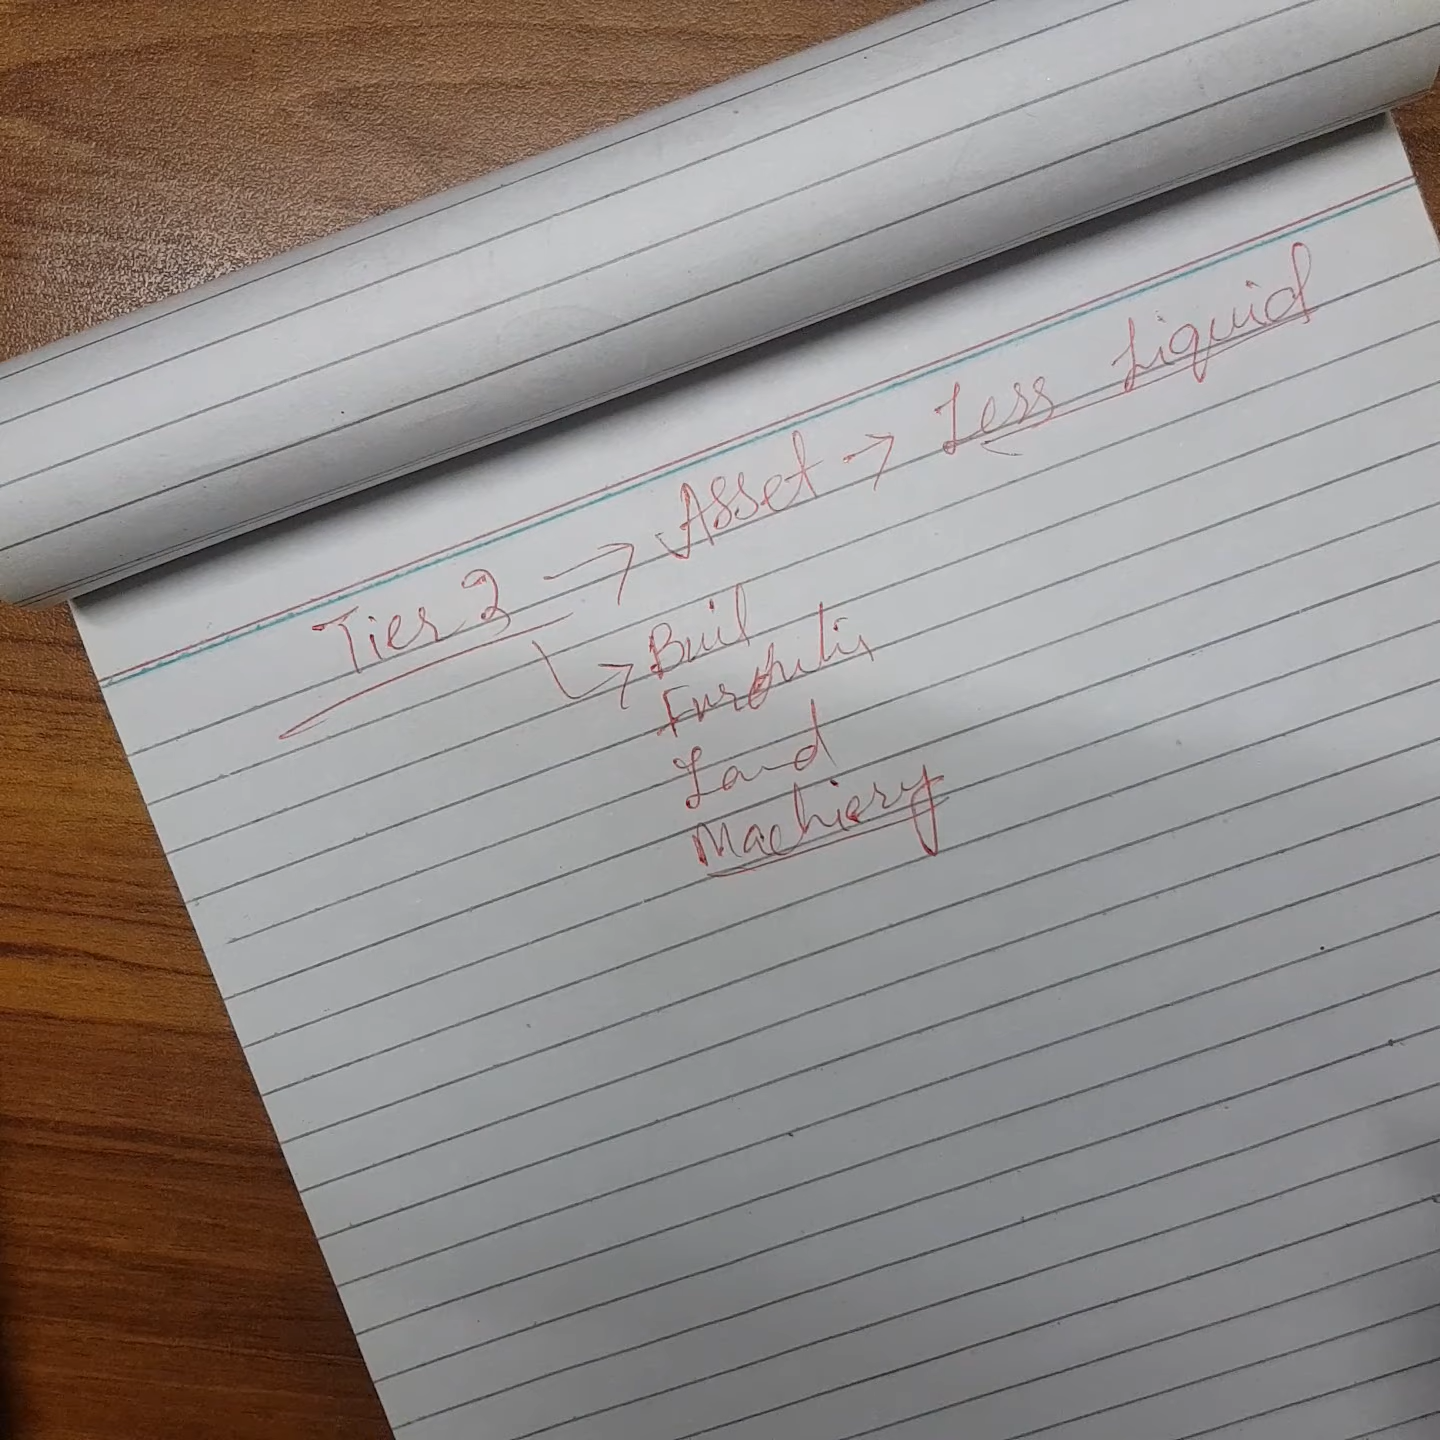 Tier 2 → Asset → Less Liquid
→ Buil
Land
Machiery